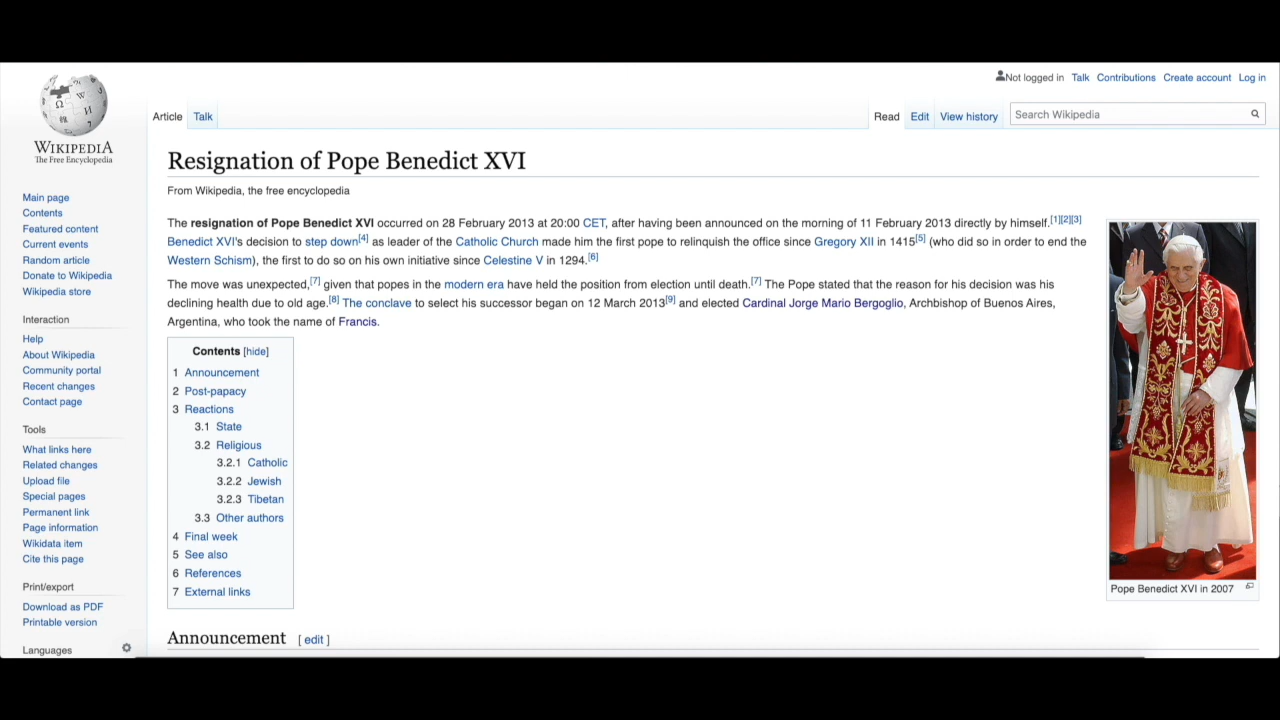 Not logged in Talk Contributions Create account Log in
Article Talk
Read Edit View history Search Wikipedia
WIKIPEDIA
The Free Encyclopedia
Main page
Contents
Featured content
Current events
Random article
Donate to Wikipedia
Wikipedia store
Interaction
Help
About Wikipedia
Community portal
Recent changes
Contact page
Tools
What links here
Related changes
Upload file
Special pages
Permanent link
Page information
Wikidata item
Cite this page
Print/export
Download as PDF
Printable version
Languages
Resignation of Pope Benedict XVI
From Wikipedia, the free encyclopedia
The resignation of Pope Benedict XVI occurred on 28 February 2013 at 20:00 CET, after having been announced on the morning of 11 February 2013 directly by himself.[1][2][3]
Benedict XVI's decision to step down[4] as leader of the Catholic Church made him the first pope to relinquish the office since Gregory XII in 1415[5] (who did so in order to end the
Western Schism), the first to do so on his own initiative since Celestine V in 1294.[6]
The move was unexpected,[7] given that popes in the modern era have held the position from election until death.[7] The Pope stated that the reason for his decision was his
declining health due to old age.[8] The conclave to select his successor began on 12 March 2013[9] and elected Cardinal Jorge Mario Bergoglio, Archbishop of Buenos Aires,
Argentina, who took the name of Francis.
Contents [hide]
1 Announcement
2 Post-papacy
3 Reactions
3.1 State
3.2 Religious
3.2.1 Catholic
3.2.2 Jewish
3.2.3 Tibetan
3.3 Other authors
4 Final week
5 See also
6 References
7 External links
Pope Benedict XVI in 2007
Announcement [ edit ]